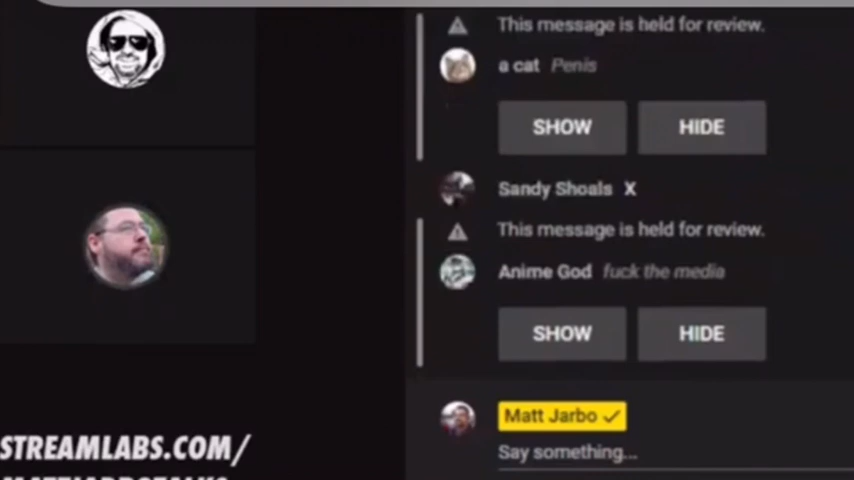 This message is held for review.
a cat Penis
SHOW HIDE
Sandy Shoals X
This message is held for review.
Anime God fuck the media
SHOW HIDE
Matt Jarbo
Say something...
STREAMLABS.COM/